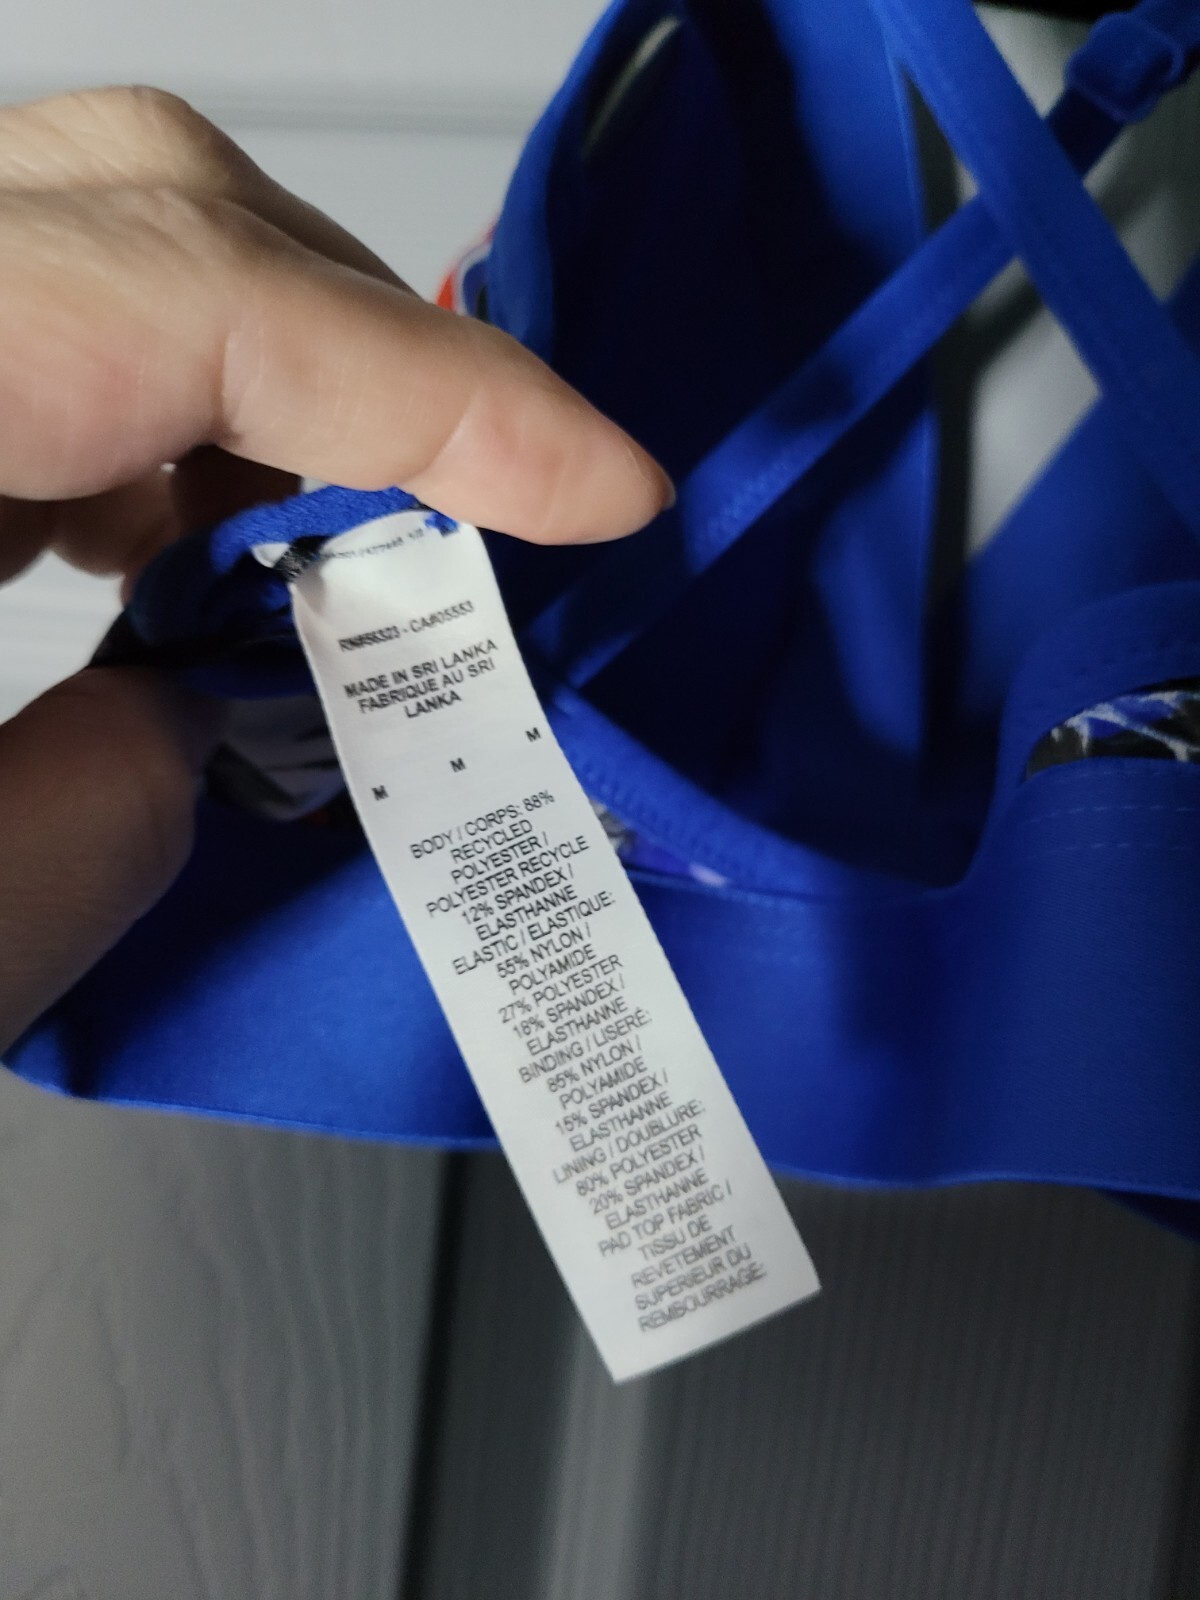 RN#56323 - CA#05553
MADE IN SRI LANKA
FABRIQUE AU SRI
LANKA
M M M
BODY / CORPS: 88%
RECYCLED
POLYESTER /
POLYESTER RECYCLE
12% SPANDEX /
ELASTHANNE
ELASTIC / ELASTIQUE:
55% NYLON /
POLYAMIDE
27% POLYESTER
18% SPANDEX /
ELASTHANNE
BINDING / LISERÉ:
85% NYLON /
POLYAMIDE
15% SPANDEX /
ELASTHANNE
LINING / DOUBLURE:
80% POLYESTER
20% SPANDEX /
ELASTHANNE
PAD TOP FABRIC /
TISSU DE
REVETEMENT
SUPERIEUR DU
REMBOURRAGE: